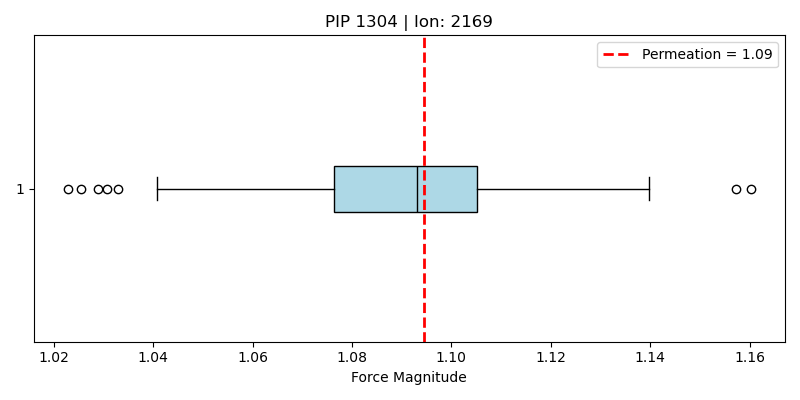 PIP 1304 | Ion: 2169
Permeation = 1.09
1
1.02 1.04 1.06 1.08 1.10 1.12 1.14 1.16
Force Magnitude